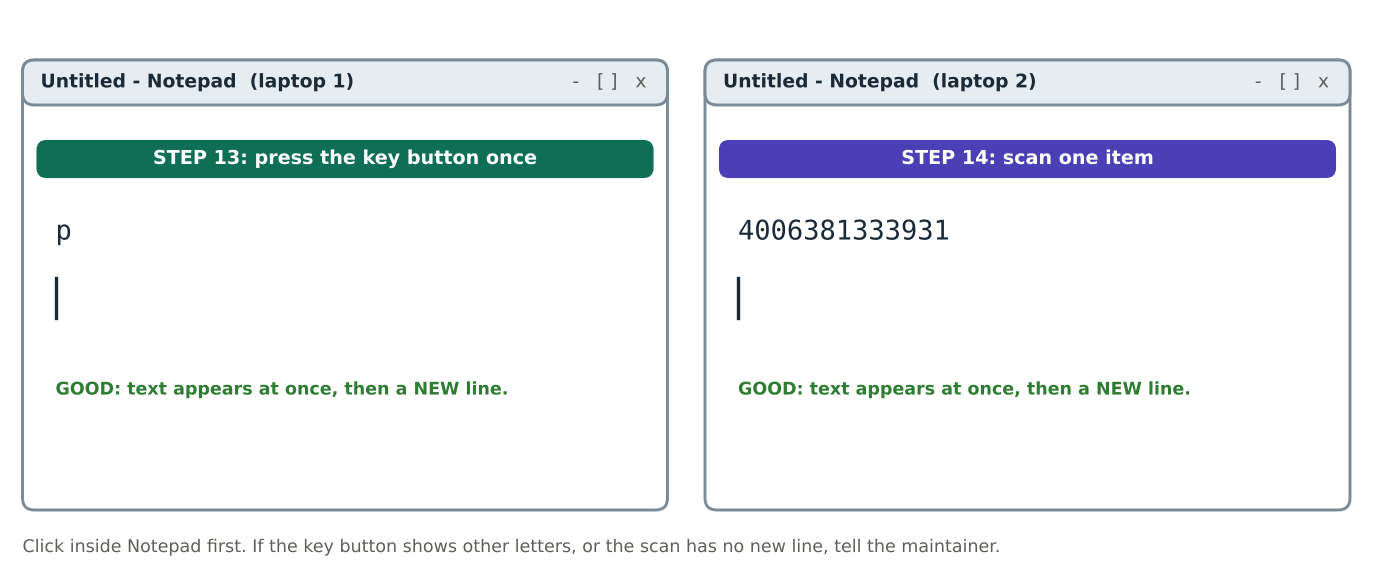 Untitled - Notepad  (laptop 1)  -  [ ]  x
STEP 13: press the key button once
p
GOOD: text appears at once, then a NEW line.
Untitled - Notepad  (laptop 2)  -  [ ]  x
STEP 14: scan one item
4006381333931
GOOD: text appears at once, then a NEW line.
Click inside Notepad first. If the key button shows other letters, or the scan has no new line, tell the maintainer.